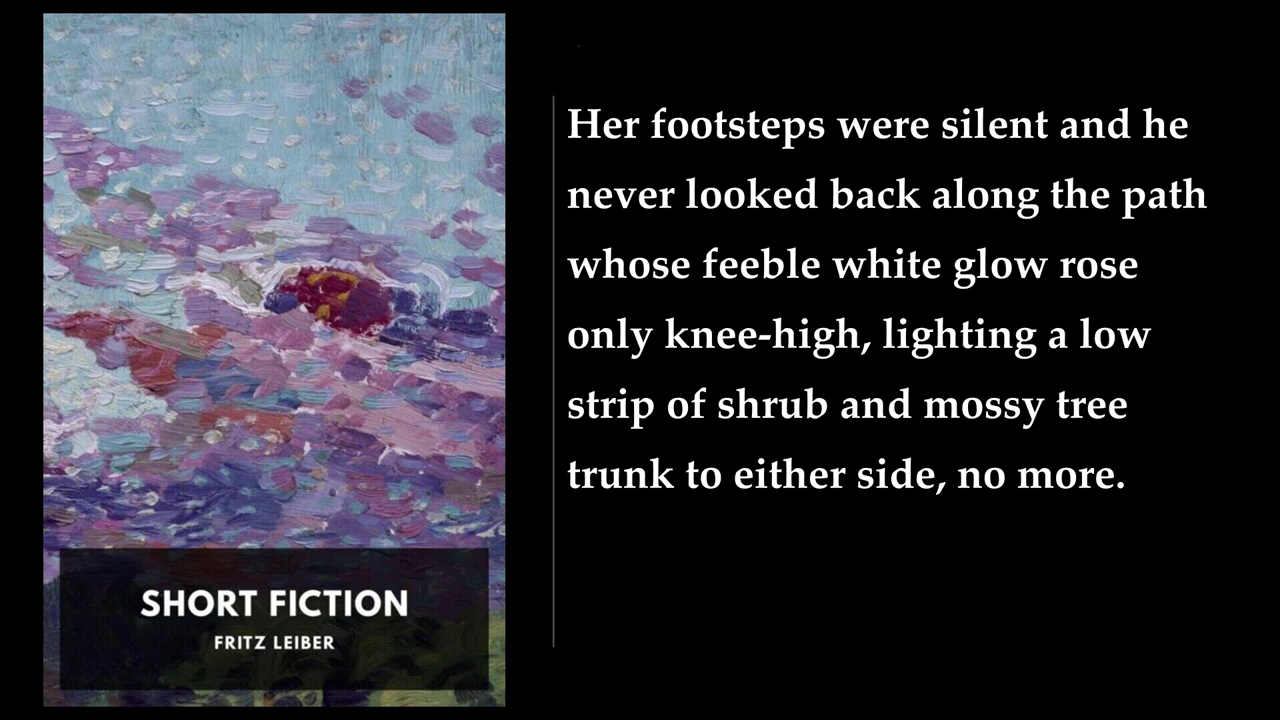 SHORT FICTION
FRITZ LEIBER
Her footsteps were silent and he
never looked back along the path
whose feeble white glow rose
only knee-high, lighting a low
strip of shrub and mossy tree
trunk to either side, no more.